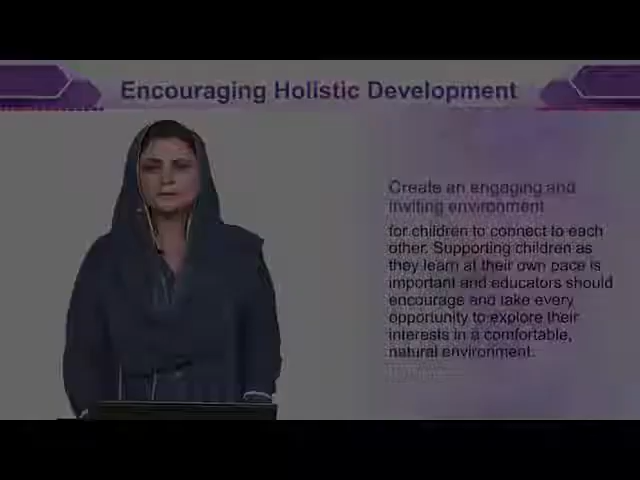 Encouraging Holistic Development
Create an engaging and
inviting environment
for children to connect to each
other. Supporting children as
they learn at their own pace is
important and educators should
encourage and take every
opportunity to explore their
interests in a comfortable,
natural environment.